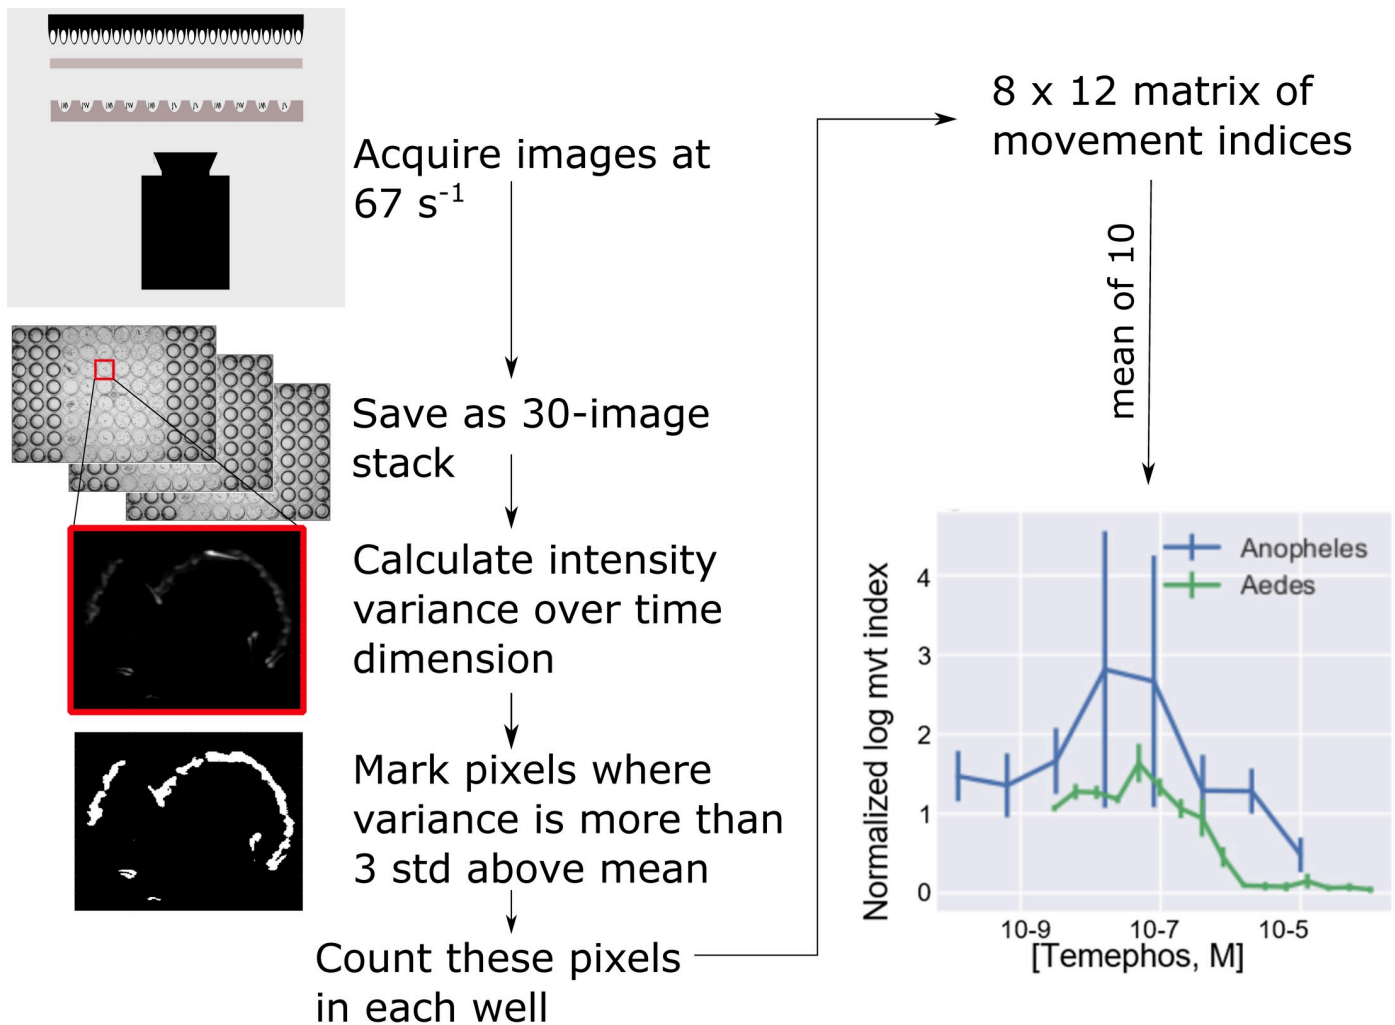 Acquire images at
67 s⁻¹
Save as 30-image
stack
Calculate intensity
variance over time
dimension
Mark pixels where
variance is more than
3 std above mean
Count these pixels
in each well
8 x 12 matrix of
movement indices
mean of 10
Normalized log mvt index
4
3
2
1
0
Anopheles
Aedes
10-9
10-7
10-5
[Temephos, M]